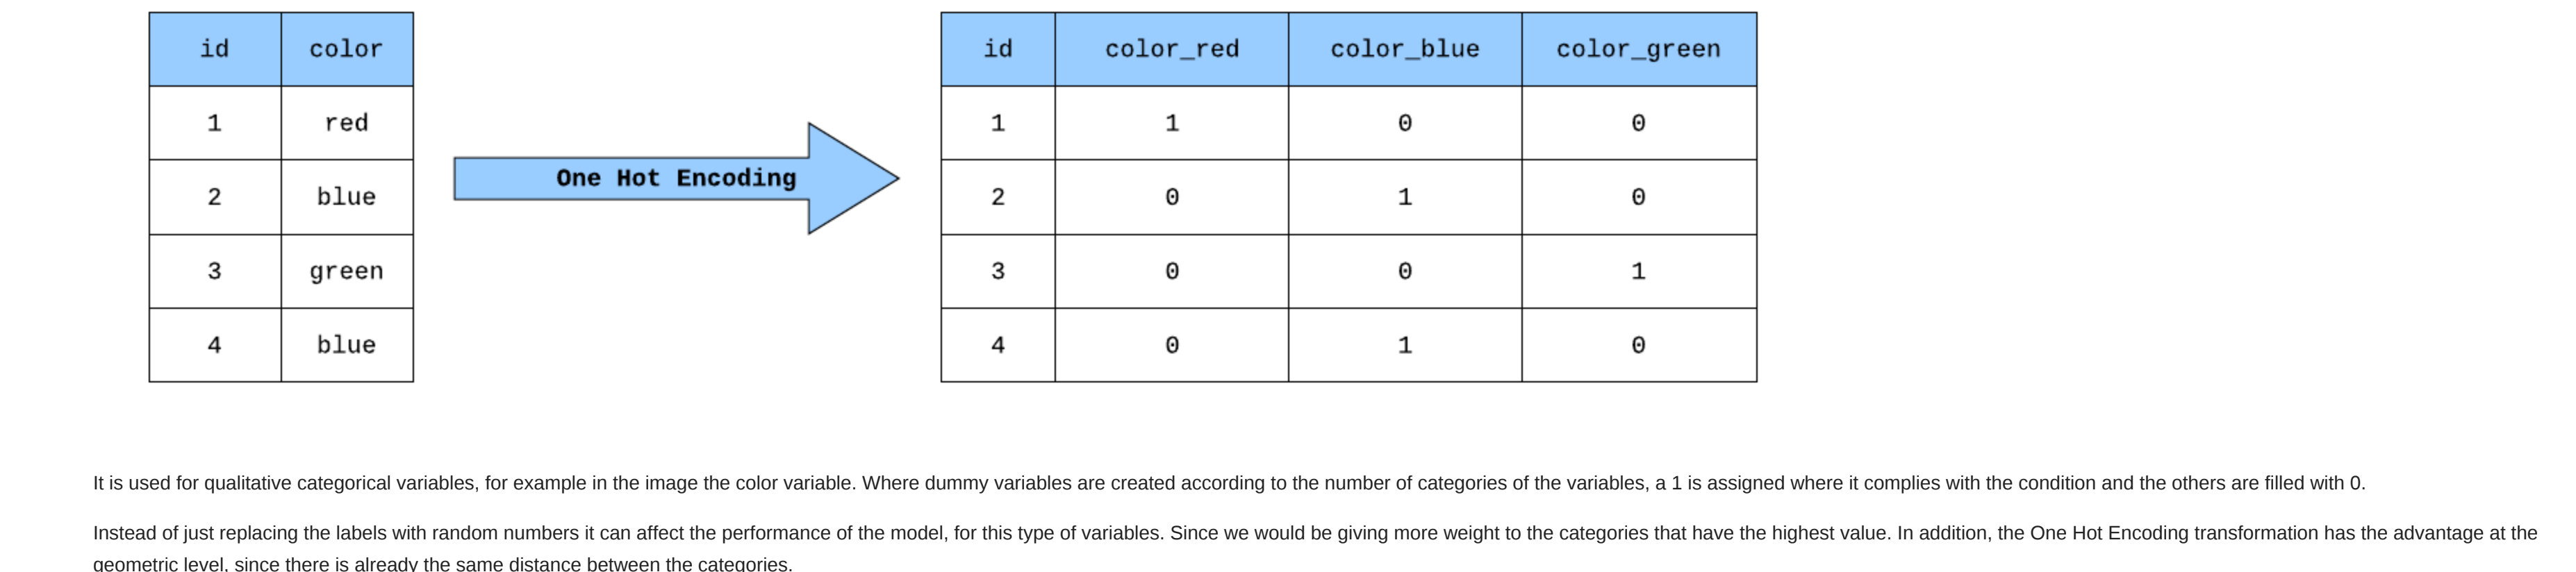 id color
1 red
2 blue
3 green
4 blue
One Hot Encoding
id color_red color_blue color_green
1 1 0 0
2 0 1 0
3 0 0 1
4 0 1 0
It is used for qualitative categorical variables, for example in the image the color variable. Where dummy variables are created according to the number of categories of the variables, a 1 is assigned where it complies with the condition and the others are filled with 0.
Instead of just replacing the labels with random numbers it can affect the performance of the model, for this type of variables. Since we would be giving more weight to the categories that have the highest value. In addition, the One Hot Encoding transformation has the advantage at the
geometric level, since there is already the same distance between the categories.